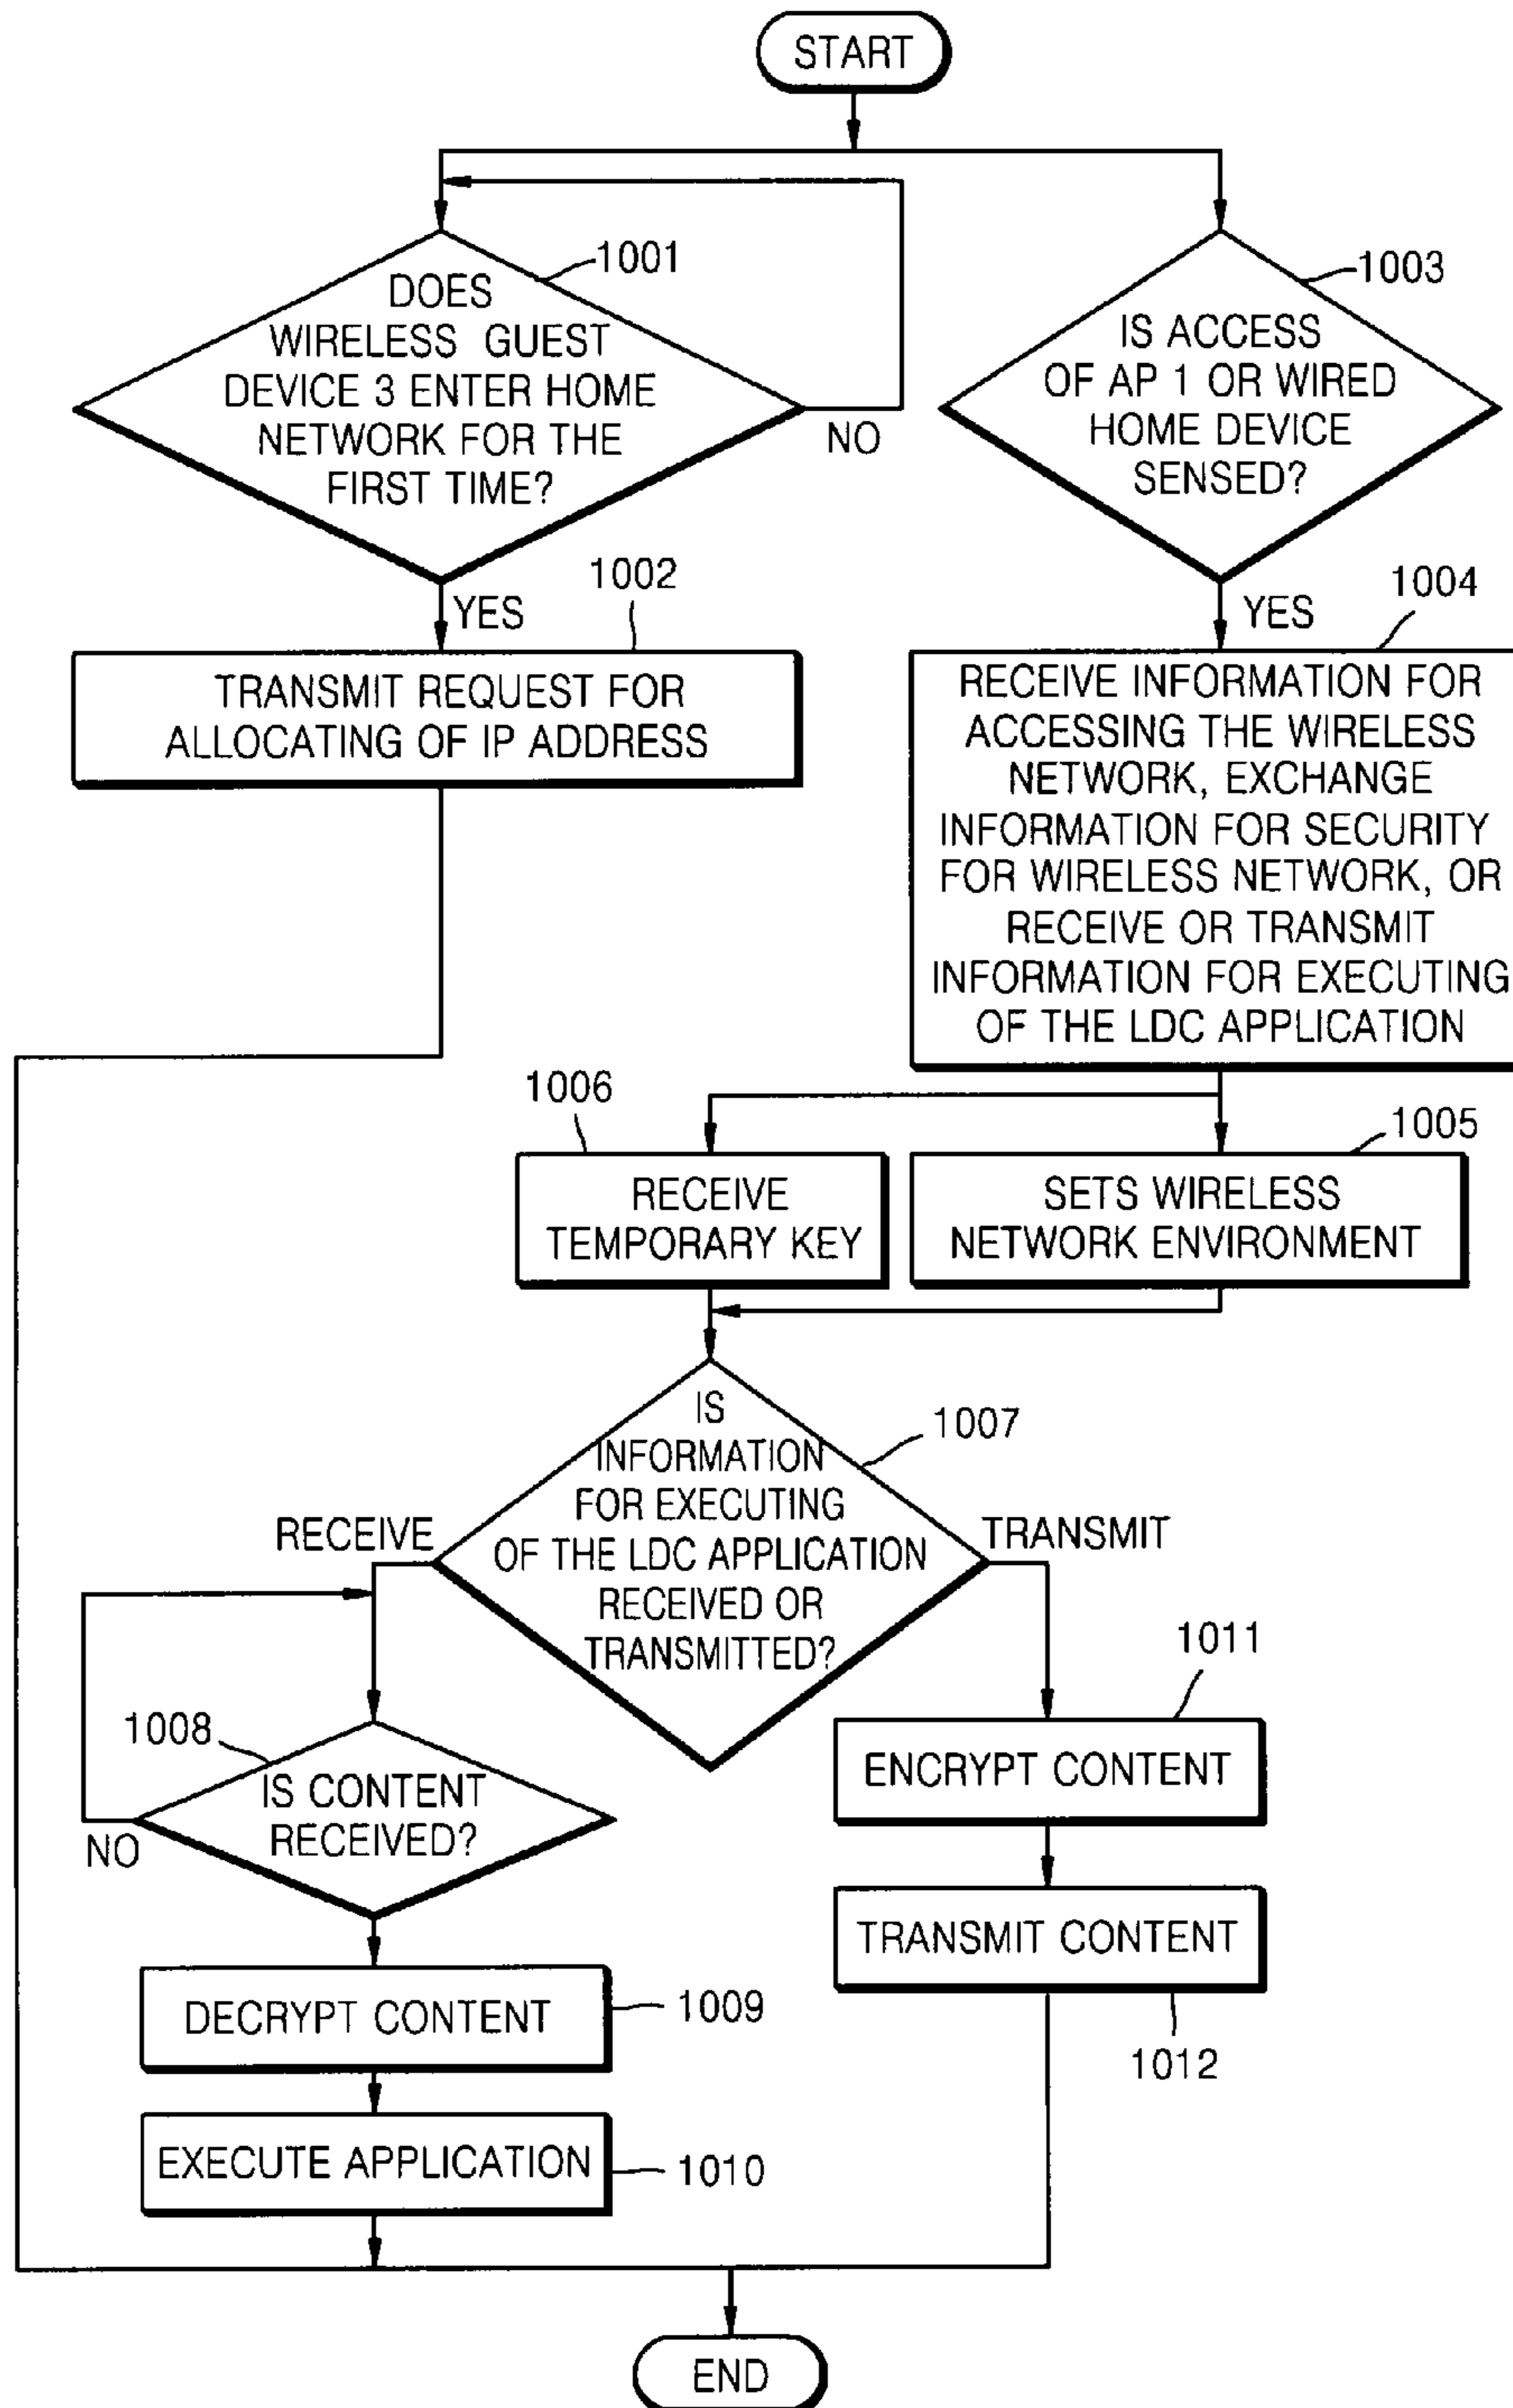 START
1001
DOES
WIRELESS GUEST
DEVICE 3 ENTER HOME
NETWORK FOR THE
FIRST TIME?
NO
YES
1003
IS ACCESS
OF AP 1 OR WIRED
HOME DEVICE
SENSED?
YES
1002
TRANSMIT REQUEST FOR
ALLOCATING OF IP ADDRESS
1004
RECEIVE INFORMATION FOR
ACCESSING THE WIRELESS
NETWORK, EXCHANGE
INFORMATION FOR SECURITY
FOR WIRELESS NETWORK, OR
RECEIVE OR TRANSMIT
INFORMATION FOR EXECUTING
OF THE LDC APPLICATION
1006
RECEIVE
TEMPORARY KEY
1005
SETS WIRELESS
NETWORK ENVIRONMENT
1007
IS
INFORMATION
FOR EXECUTING
OF THE LDC APPLICATION
RECEIVED OR
TRANSMITTED?
RECEIVE
TRANSMIT
1008
IS CONTENT
RECEIVED?
NO
1011
ENCRYPT CONTENT
TRANSMIT CONTENT
1012
DECRYPT CONTENT
1009
EXECUTE APPLICATION
1010
END